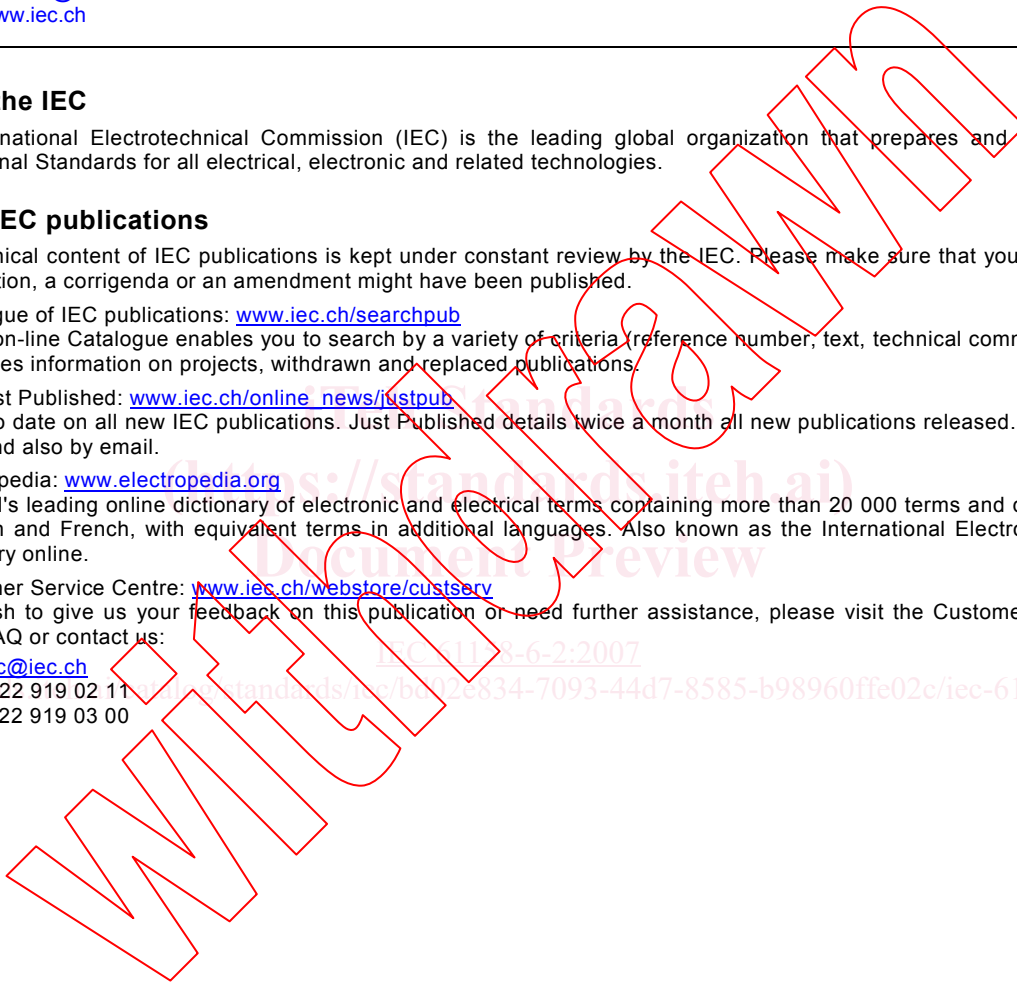 ww.iec.ch
the IEC
national Electrotechnical Commission (IEC) is the leading global organization that prepares and
nal Standards for all electrical, electronic and related technologies.
EC publications
nical content of IEC publications is kept under constant review by the IEC. Please make sure that you
tion, a corrigenda or an amendment might have been published.
gue of IEC publications: www.iec.ch/searchpub
on-line Catalogue enables you to search by a variety of criteria (reference number, text, technical comm
es information on projects, withdrawn and replaced publications.
st Published: www.iec.ch/online_news/justpub
o date on all new IEC publications. Just Published details twice a month all new publications released.
nd also by email.
pedia: www.electropedia.org
l's leading online dictionary of electronic and electrical terms containing more than 20 000 terms and d
h and French, with equivalent terms in additional languages. Also known as the International Electro
ry online.
mer Service Centre: www.iec.ch/webstore/custserv
sh to give us your feedback on this publication or need further assistance, please visit the Custome
AQ or contact us:
c@iec.ch
22 919 02 11
22 919 03 00
iTeh Standards
(https://standards.iteh.ai)
Document Preview
IEC 61158-6-2:2007
catalog/standards/iec/bd92e834-7093-44d7-8585-b98960ffe02c/iec-61
withdrawn